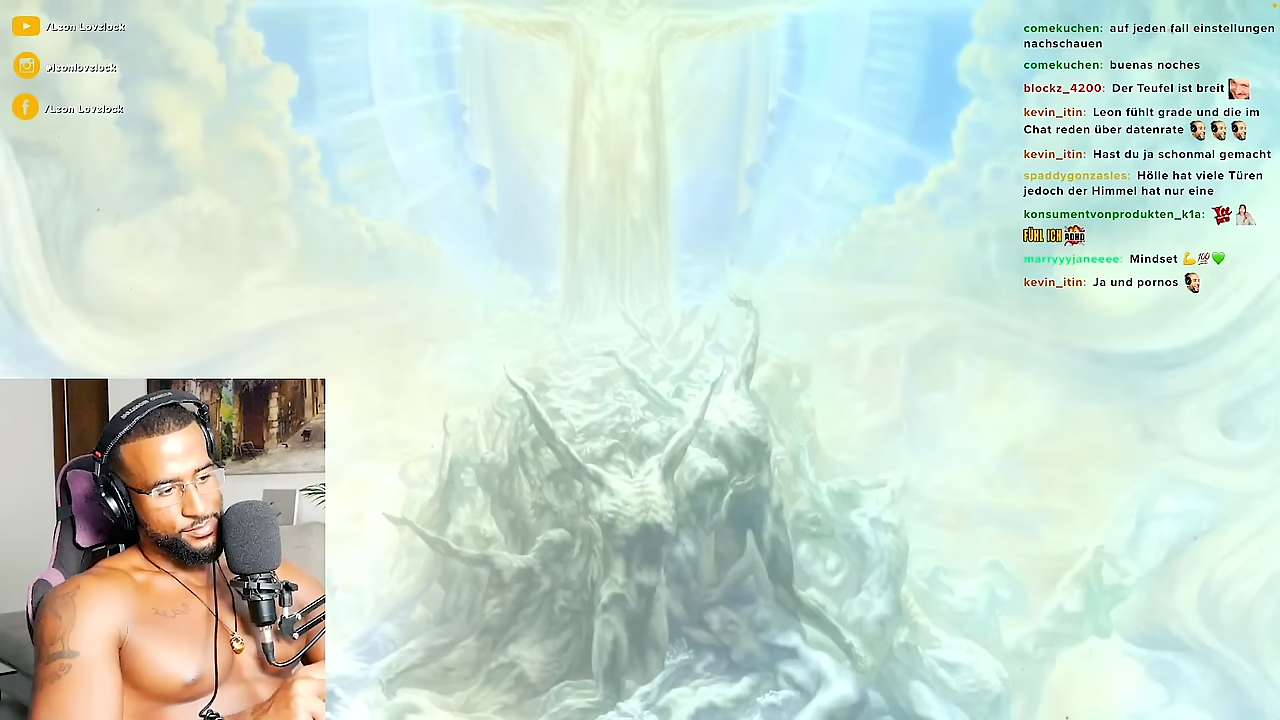 /Leon Lovelock
@leonlovelock
/Leon Lovelock
comekuchen: auf jeden fall einstellungen
nachschauen
comekuchen: buenas noches
blockz_4200: Der Teufel ist breit
kevin_itin: Leon fühlt grade und die im
Chat reden über datenrate
kevin_itin: Hast du ja schonmal gemacht
spaddygonzasles: Hölle hat viele Türen
jedoch der Himmel hat nur eine
konsumentvonprodukten_k1a:
FÜHL ICH
marryyyjaneeee: Mindset 💪💯💚
kevin_itin: Ja und pornos